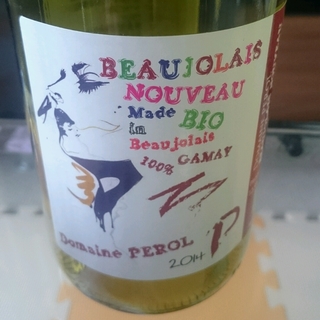 BEAUJOLAIS
NOUVEAU
Made BIO
in
Beaujolais
100% GAMAY
Domaine PEROL
2014
P